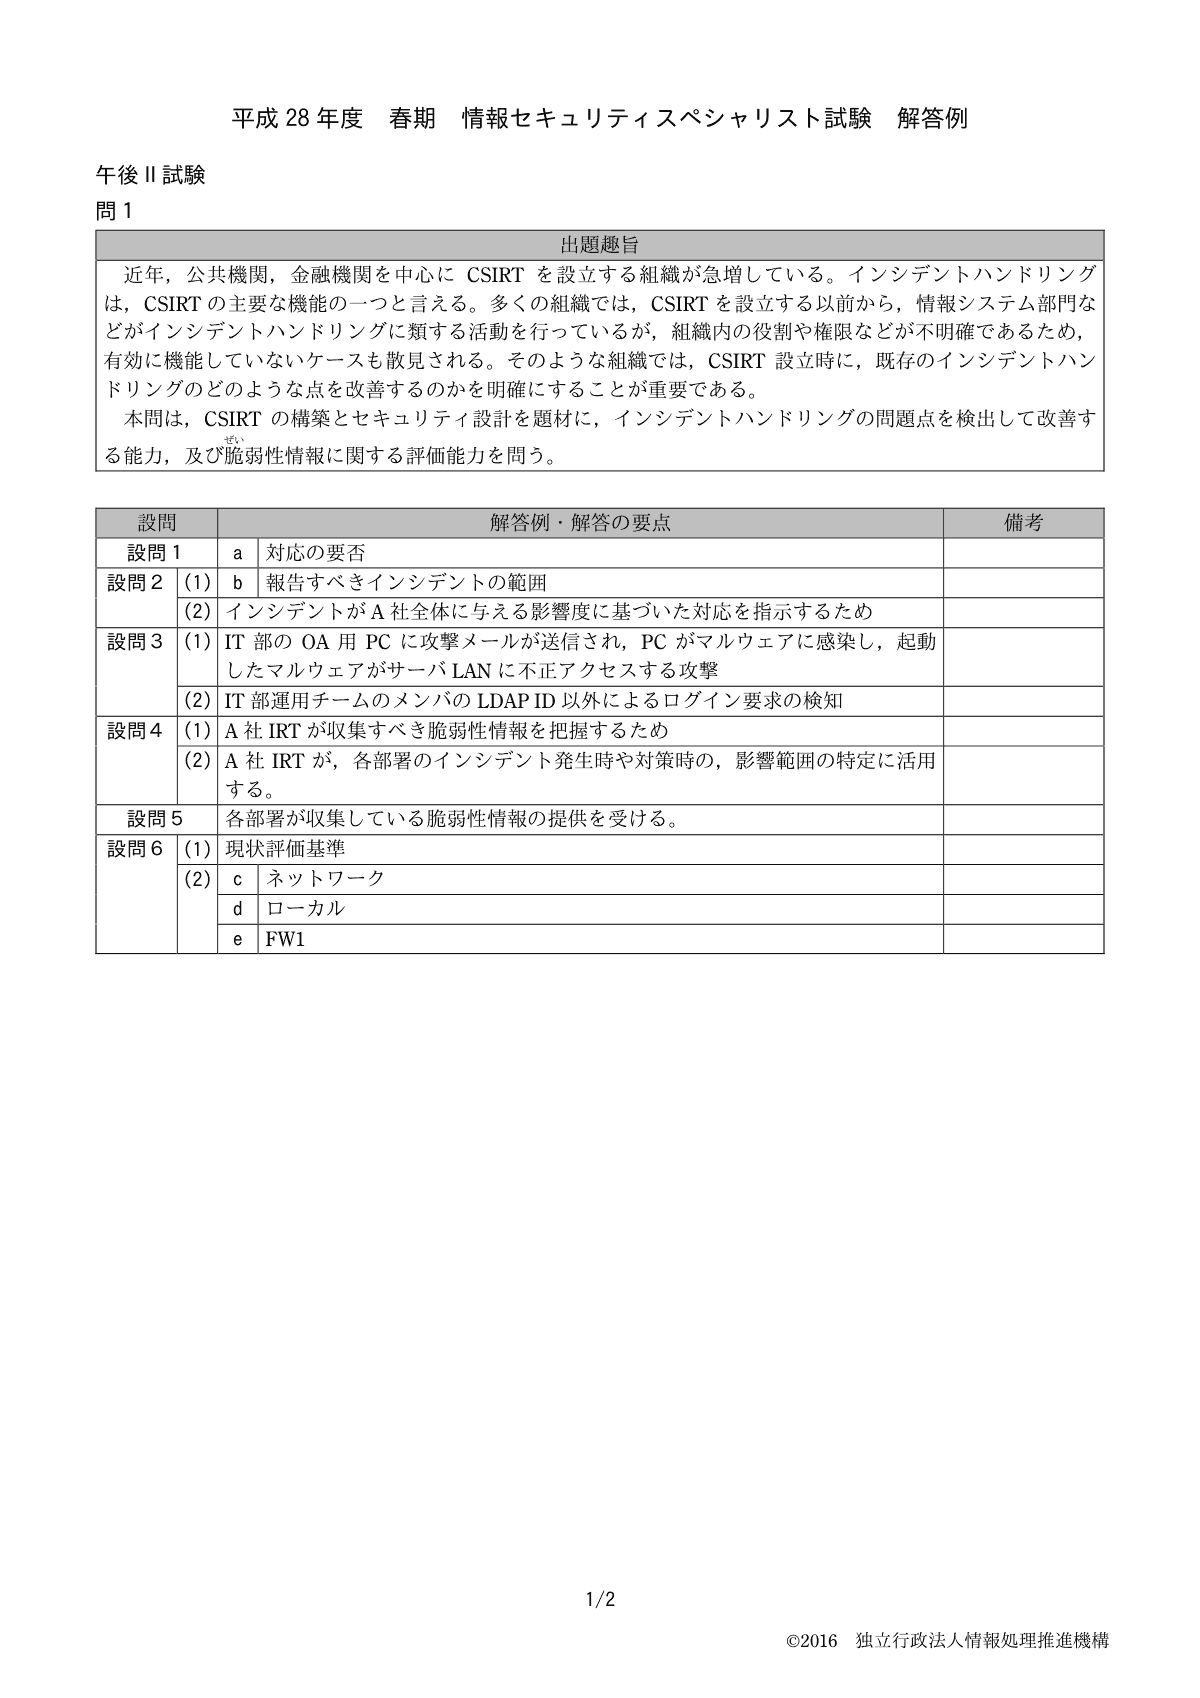 平成 28 年度　春期　情報セキュリティスペシャリスト試験　解答例
午後 II 試験
問 1
出題趣旨
近年，公共機関，金融機関を中心に CSIRT を設立する組織が急増している。インシデントハンドリング
は，CSIRT の主要な機能の一つと言える。多くの組織では，CSIRT を設立する以前から，情報システム部門な
どがインシデントハンドリングに類する活動を行っているが，組織内の役割や権限などが不明確であるため，
有効に機能していないケースも散見される。そのような組織では，CSIRT 設立時に，既存のインシデントハン
ドリングのどのような点を改善するのかを明確にすることが重要である。
本問は，CSIRT の構築とセキュリティ設計を題材に，インシデントハンドリングの問題点を検出して改善す
ぜい
る能力，及び脆弱性情報に関する評価能力を問う。
設問 解答例・解答の要点 備考
設問 1 a 対応の要否
設問 2 (1) b 報告すべきインシデントの範囲
(2) インシデントが A 社全体に与える影響度に基づいた対応を指示するため
設問 3 (1) IT 部の OA 用 PC に攻撃メールが送信され，PC がマルウェアに感染し，起動
したマルウェアがサーバ LAN に不正アクセスする攻撃
(2) IT 部運用チームのメンバの LDAP ID 以外によるログイン要求の検知
設問 4 (1) A 社 IRT が収集すべき脆弱性情報を把握するため
(2) A 社 IRT が，各部署のインシデント発生時や対策時の，影響範囲の特定に活用
する。
設問 5 各部署が収集している脆弱性情報の提供を受ける。
設問 6 (1) 現状評価基準
(2) c ネットワーク
d ローカル
e FW1
1/2
©2016　独立行政法人情報処理推進機構